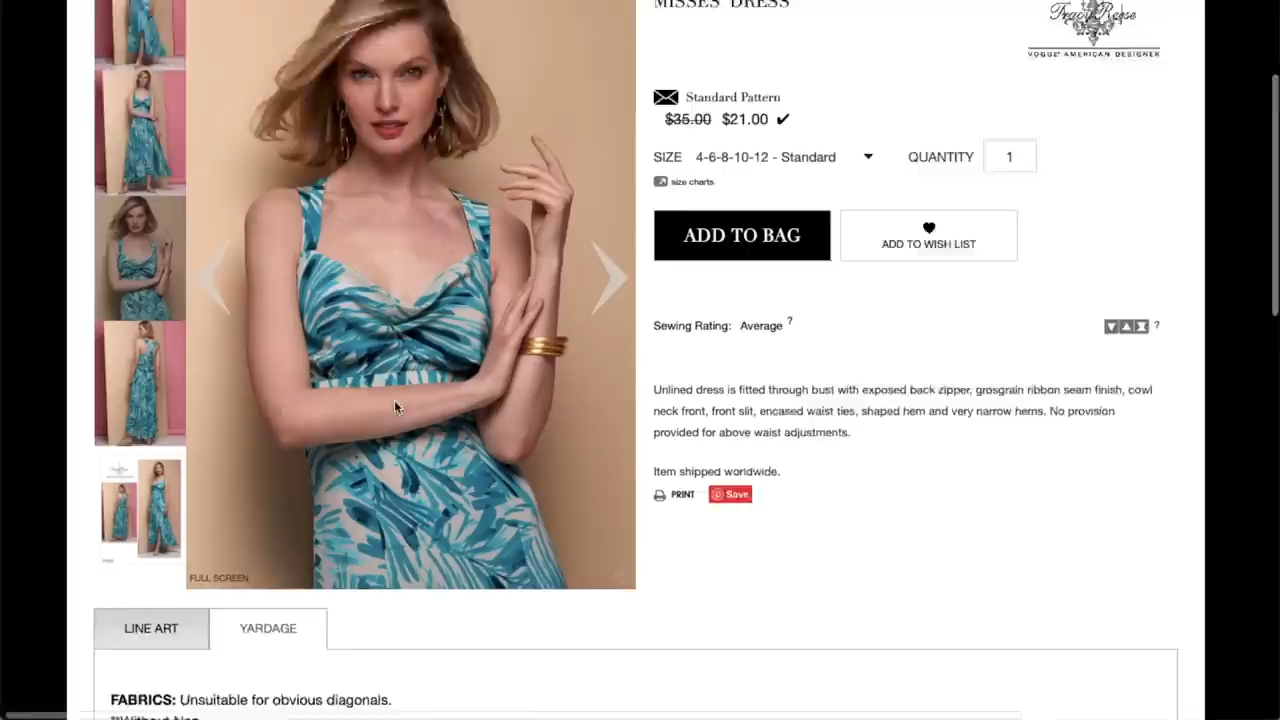 MISSES' DRESS
Tracy Reese
VOGUE* AMERICAN DESIGNER
Standard Pattern
$35.00 $21.00 ✔
SIZE 4-6-8-10-12 - Standard QUANTITY 1
size charts
ADD TO BAG
ADD TO WISH LIST
Sewing Rating: Average ?
?
Unlined dress is fitted through bust with exposed back zipper, grosgrain ribbon seam finish, cowl
neck front, front slit, encased waist ties, shaped hem and very narrow hems. No provision
provided for above waist adjustments.
Item shipped worldwide.
PRINT Save
FULL SCREEN
LINE ART YARDAGE
FABRICS: Unsuitable for obvious diagonals.
**Without Nap